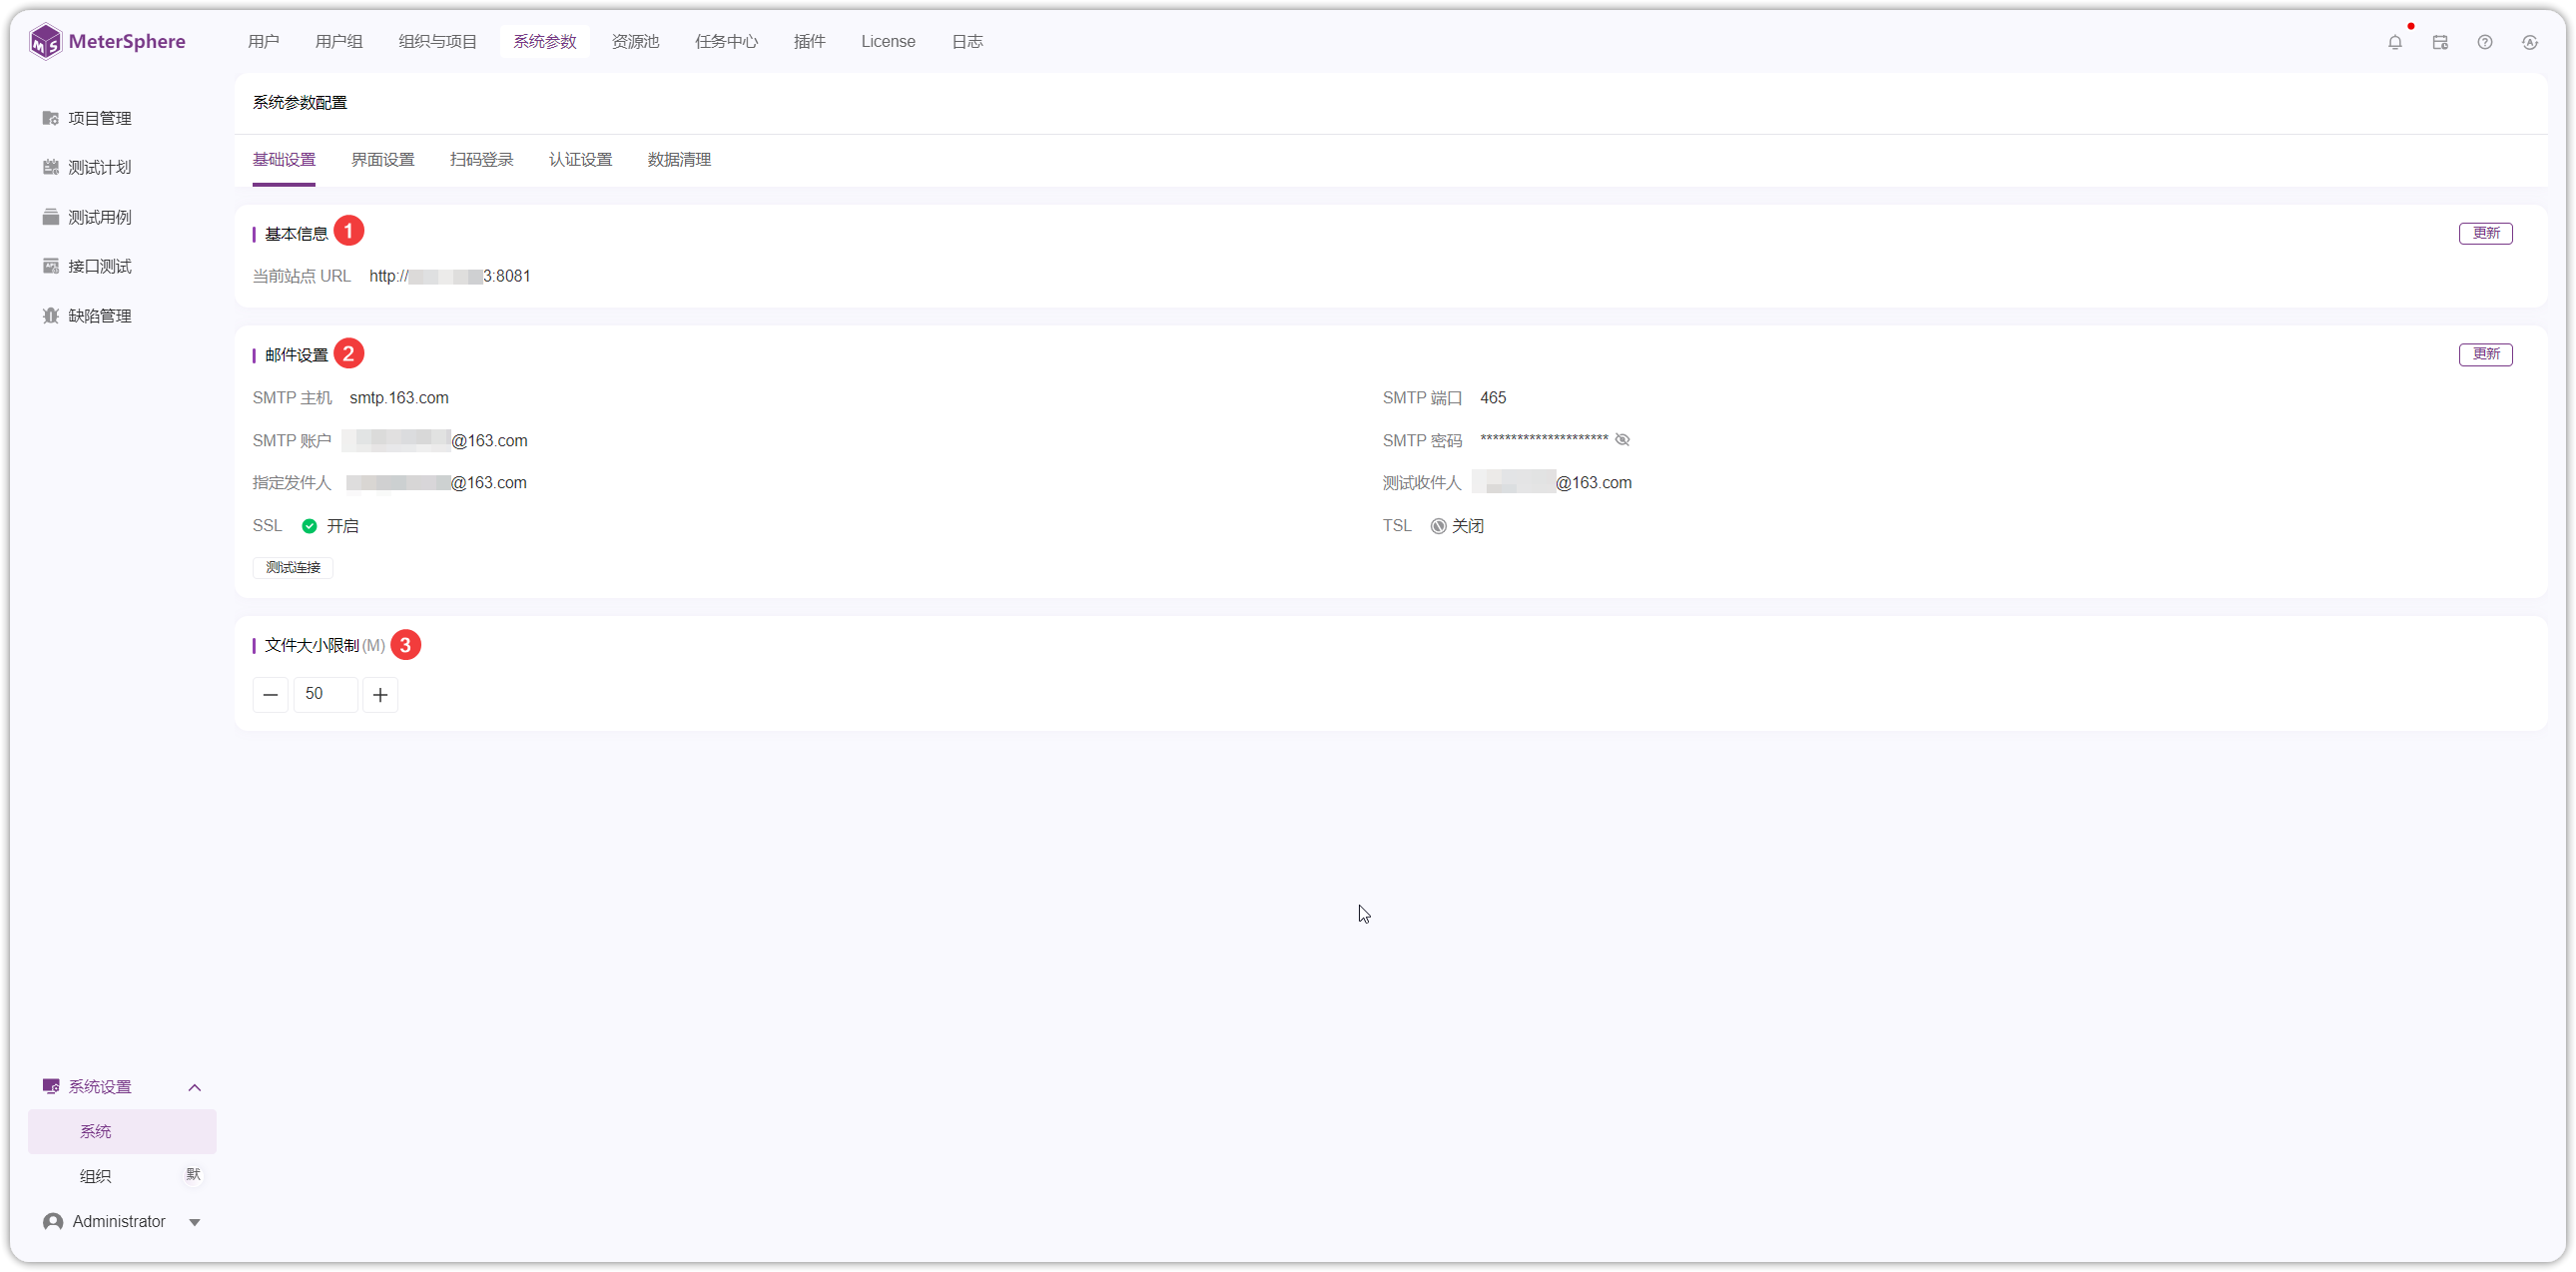 MeterSphere
用户 用户组 组织与项目 系统参数 资源池 任务中心 插件 License 日志
项目管理
测试计划
测试用例
接口测试
缺陷管理
系统参数配置
基础设置 界面设置 扫码登录 认证设置 数据清理
基本信息 1 更新
当前站点 URL http:// 3:8081
邮件设置 2 更新
SMTP 主机 smtp.163.com SMTP 端口 465
SMTP 账户 @163.com SMTP 密码 *********************
指定发件人 @163.com 测试收件人 @163.com
SSL 开启 TSL 关闭
测试连接
文件大小限制 (M) 3
50
系统设置
系统
组织 默
Administrator